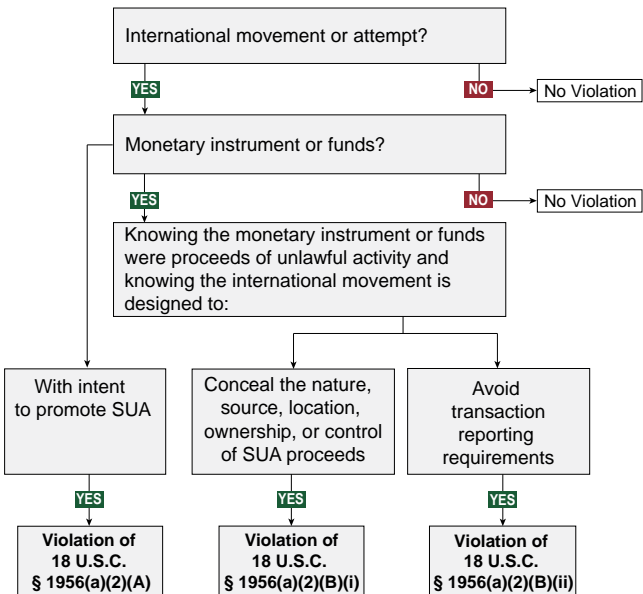 International movement or attempt?
YES
NO
No Violation
Monetary instrument or funds?
YES
NO
No Violation
Knowing the monetary instrument or funds
were proceeds of unlawful activity and
knowing the international movement is
designed to:
With intent
to promote SUA
Conceal the nature,
source, location,
ownership, or control
of SUA proceeds
Avoid
transaction
reporting
requirements
YES
YES
YES
Violation of
18 U.S.C.
§ 1956(a)(2)(A)
Violation of
18 U.S.C.
§ 1956(a)(2)(B)(i)
Violation of
18 U.S.C.
§ 1956(a)(2)(B)(ii)